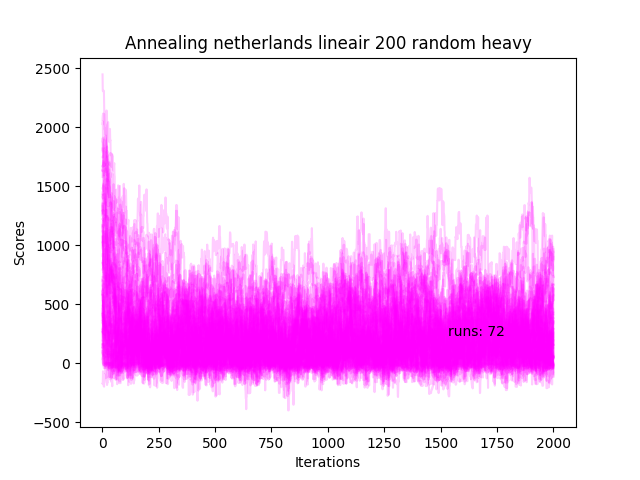 Annealing netherlands lineair 200 random heavy
Scores
2500
2000
1500
1000
500
0
−500
runs: 72
0 250 500 750 1000 1250 1500 1750 2000
Iterations